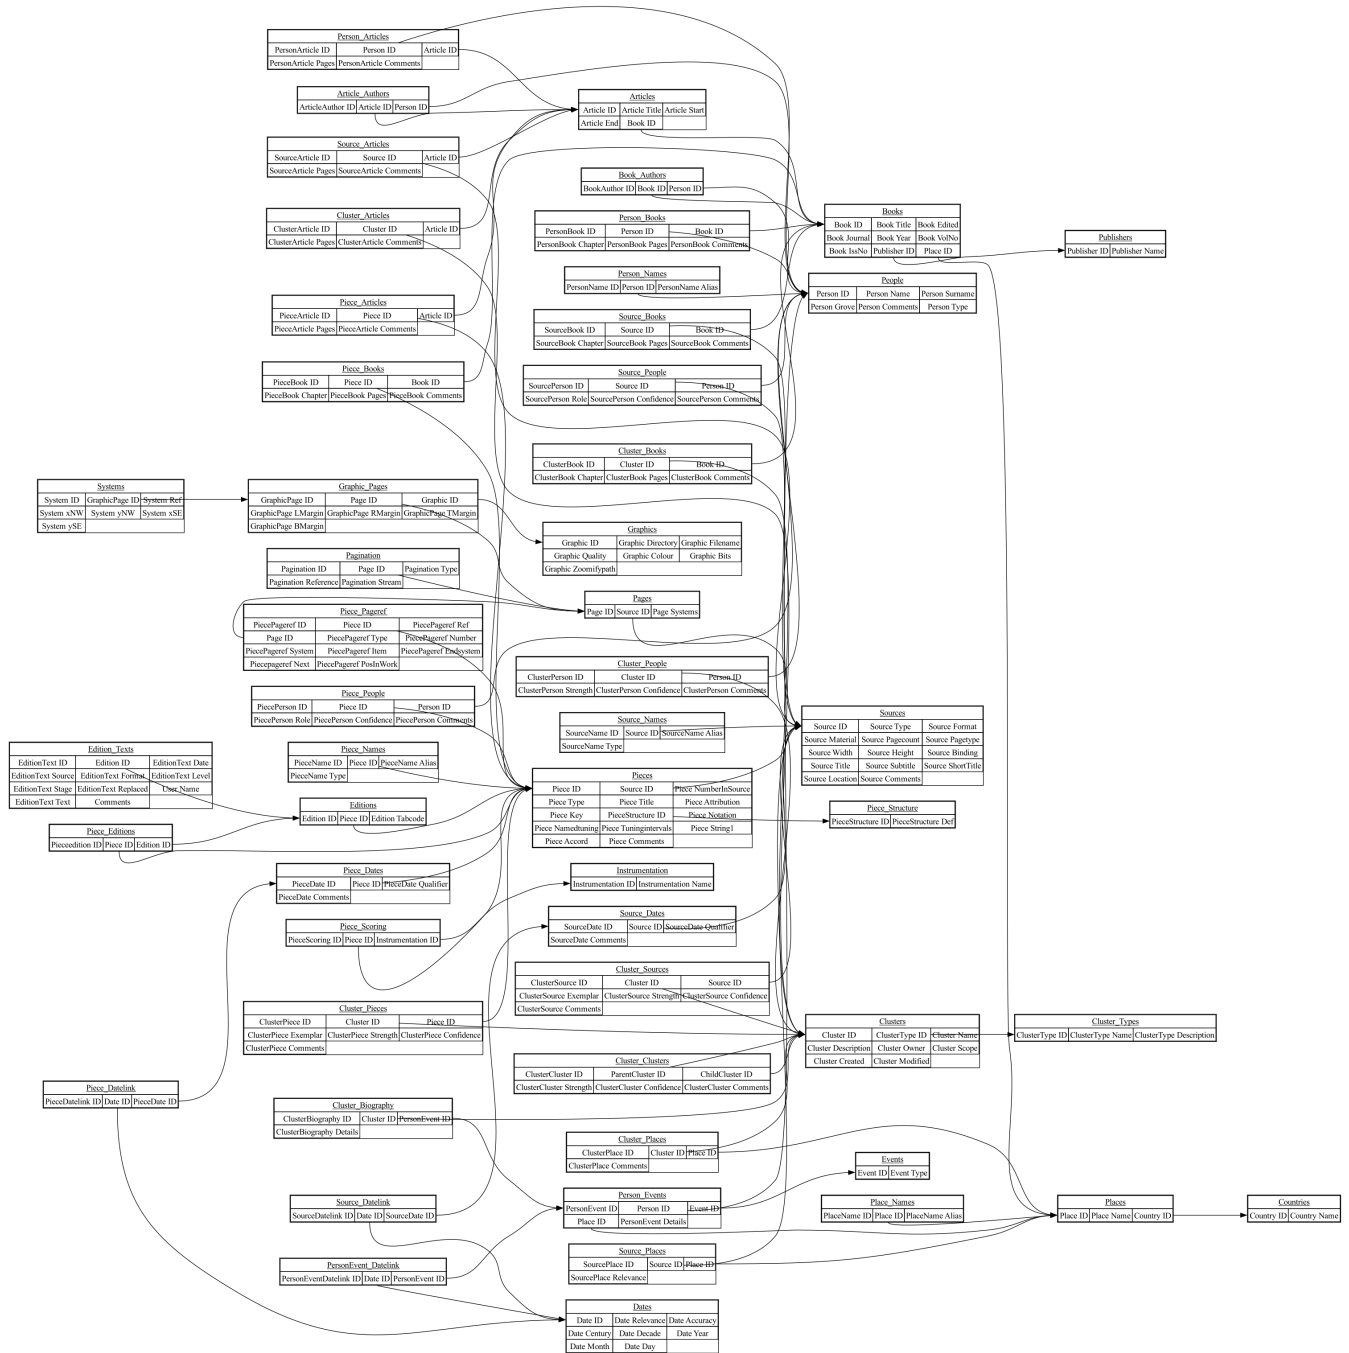 Person_Articles
PersonArticle ID Person ID Article ID
PersonArticle Pages PersonArticle Comments
Article_Authors
ArticleAuthor ID Article ID Person ID
Articles
Article ID Article Title Article Start
Article End Book ID
Source_Articles
SourceArticle ID Source ID Article ID
SourceArticle Pages SourceArticle Comments
Book_Authors
BookAuthor ID Book ID Person ID
Cluster_Articles
ClusterArticle ID Cluster ID Article ID
ClusterArticle Pages ClusterArticle Comments
Person_Books
PersonBook ID Person ID Book ID
PersonBook Chapter PersonBook Pages PersonBook Comments
Books
Book ID Book Title Book Edited
Book Journal Book Year Book VolNo
Book IssNo Publisher ID Place ID
Publishers
Publisher ID Publisher Name
Person_Names
PersonName ID Person ID PersonName Alias
People
Person ID Person Name Person Surname
Person Grove Person Comments Person Type
Piece_Articles
PieceArticle ID Piece ID Article ID
PieceArticle Pages PieceArticle Comments
Source_Books
SourceBook ID Source ID Book ID
SourceBook Chapter SourceBook Pages SourceBook Comments
Piece_Books
PieceBook ID Piece ID Book ID
PieceBook Chapter PieceBook Pages PieceBook Comments
Source_People
SourcePerson ID Source ID Person ID
SourcePerson Role SourcePerson Confidence SourcePerson Comments
Cluster_Books
ClusterBook ID Cluster ID Book ID
ClusterBook Chapter ClusterBook Pages ClusterBook Comments
Systems
System ID GraphicPage ID System Ref
System xNW System yNW System xSE
System ySE
Graphic_Pages
GraphicPage ID Page ID Graphic ID
GraphicPage LMargin GraphicPage RMargin GraphicPage TMargin
GraphicPage BMargin
Graphics
Graphic ID Graphic Directory Graphic Filename
Graphic Quality Graphic Colour Graphic Bits
Graphic Zoomifypath
Pagination
Pagination ID Page ID Pagination Type
Pagination Reference Pagination Stream
Pages
Page ID Source ID Page Systems
Piece_Pageref
PiecePageref ID Piece ID PiecePageref Ref
Page ID PiecePageref Type PiecePageref Number
PiecePageref System PiecePageref Item PiecePageref Endsystem
Piecepageref Next PiecePageref PosInWork
Cluster_People
ClusterPerson ID Cluster ID Person ID
ClusterPerson Strength ClusterPerson Confidence ClusterPerson Comments
Piece_People
PiecePerson ID Piece ID Person ID
PiecePerson Role PiecePerson Confidence PiecePerson Comments
Source_Names
SourceName ID Source ID SourceName Alias
SourceName Type
Sources
Source ID Source Type Source Format
Source Material Source Pagecount Source Pagetype
Source Width Source Height Source Binding
Source Title Source Subtitle Source ShortTitle
Source Location Source Comments
Edition_Texts
EditionText ID Edition ID EditionText Date
EditionText Source EditionText Format EditionText Level
EditionText Stage EditionText Replaced User Name
EditionText Text Comments
Piece_Names
PieceName ID Piece ID PieceName Alias
PieceName Type
Pieces
Piece ID Source ID Piece NumberInSource
Piece Type Piece Title Piece Attribution
Piece Key PieceStructure ID Piece Notation
Piece Namedtuning Piece Tuningintervals Piece String1
Piece Accord Piece Comments
Editions
Edition ID Piece ID Edition Tabcode
Piece_Structure
PieceStructure ID PieceStructure Def
Piece_Editions
Pieceedition ID Piece ID Edition ID
Piece_Dates
PieceDate ID Piece ID PieceDate Qualifier
PieceDate Comments
Instrumentation
Instrumentation ID Instrumentation Name
Piece_Scoring
PieceScoring ID Piece ID Instrumentation ID
Source_Dates
SourceDate ID Source ID SourceDate Qualifier
SourceDate Comments
Cluster_Sources
ClusterSource ID Cluster ID Source ID
ClusterSource Exemplar ClusterSource Strength ClusterSource Confidence
ClusterSource Comments
Cluster_Pieces
ClusterPiece ID Cluster ID Piece ID
ClusterPiece Exemplar ClusterPiece Strength ClusterPiece Confidence
ClusterPiece Comments
Clusters
Cluster ID ClusterType ID Cluster Name
Cluster Description Cluster Owner Cluster Scope
Cluster Created Cluster Modified
Cluster_Types
ClusterType ID ClusterType Name ClusterType Description
Cluster_Clusters
ClusterCluster ID ParentCluster ID ChildCluster ID
ClusterCluster Strength ClusterCluster Confidence ClusterCluster Comments
Piece_Datelink
PieceDatelink ID Date ID PieceDate ID
Cluster_Biography
ClusterBiography ID Cluster ID PersonEvent ID
ClusterBiography Details
Cluster_Places
ClusterPlace ID Cluster ID Place ID
ClusterPlace Comments
Events
Event ID Event Type
Source_Datelink
SourceDatelink ID Date ID SourceDate ID
Person_Events
PersonEvent ID Person ID Event ID
Place ID PersonEvent Details
Place_Names
PlaceName ID Place ID PlaceName Alias
Places
Place ID Place Name Country ID
Countries
Country ID Country Name
Source_Places
SourcePlace ID Source ID Place ID
SourcePlace Relevance
PersonEvent_Datelink
PersonEventDatelink ID Date ID PersonEvent ID
Dates
Date ID Date Relevance Date Accuracy
Date Century Date Decade Date Year
Date Month Date Day